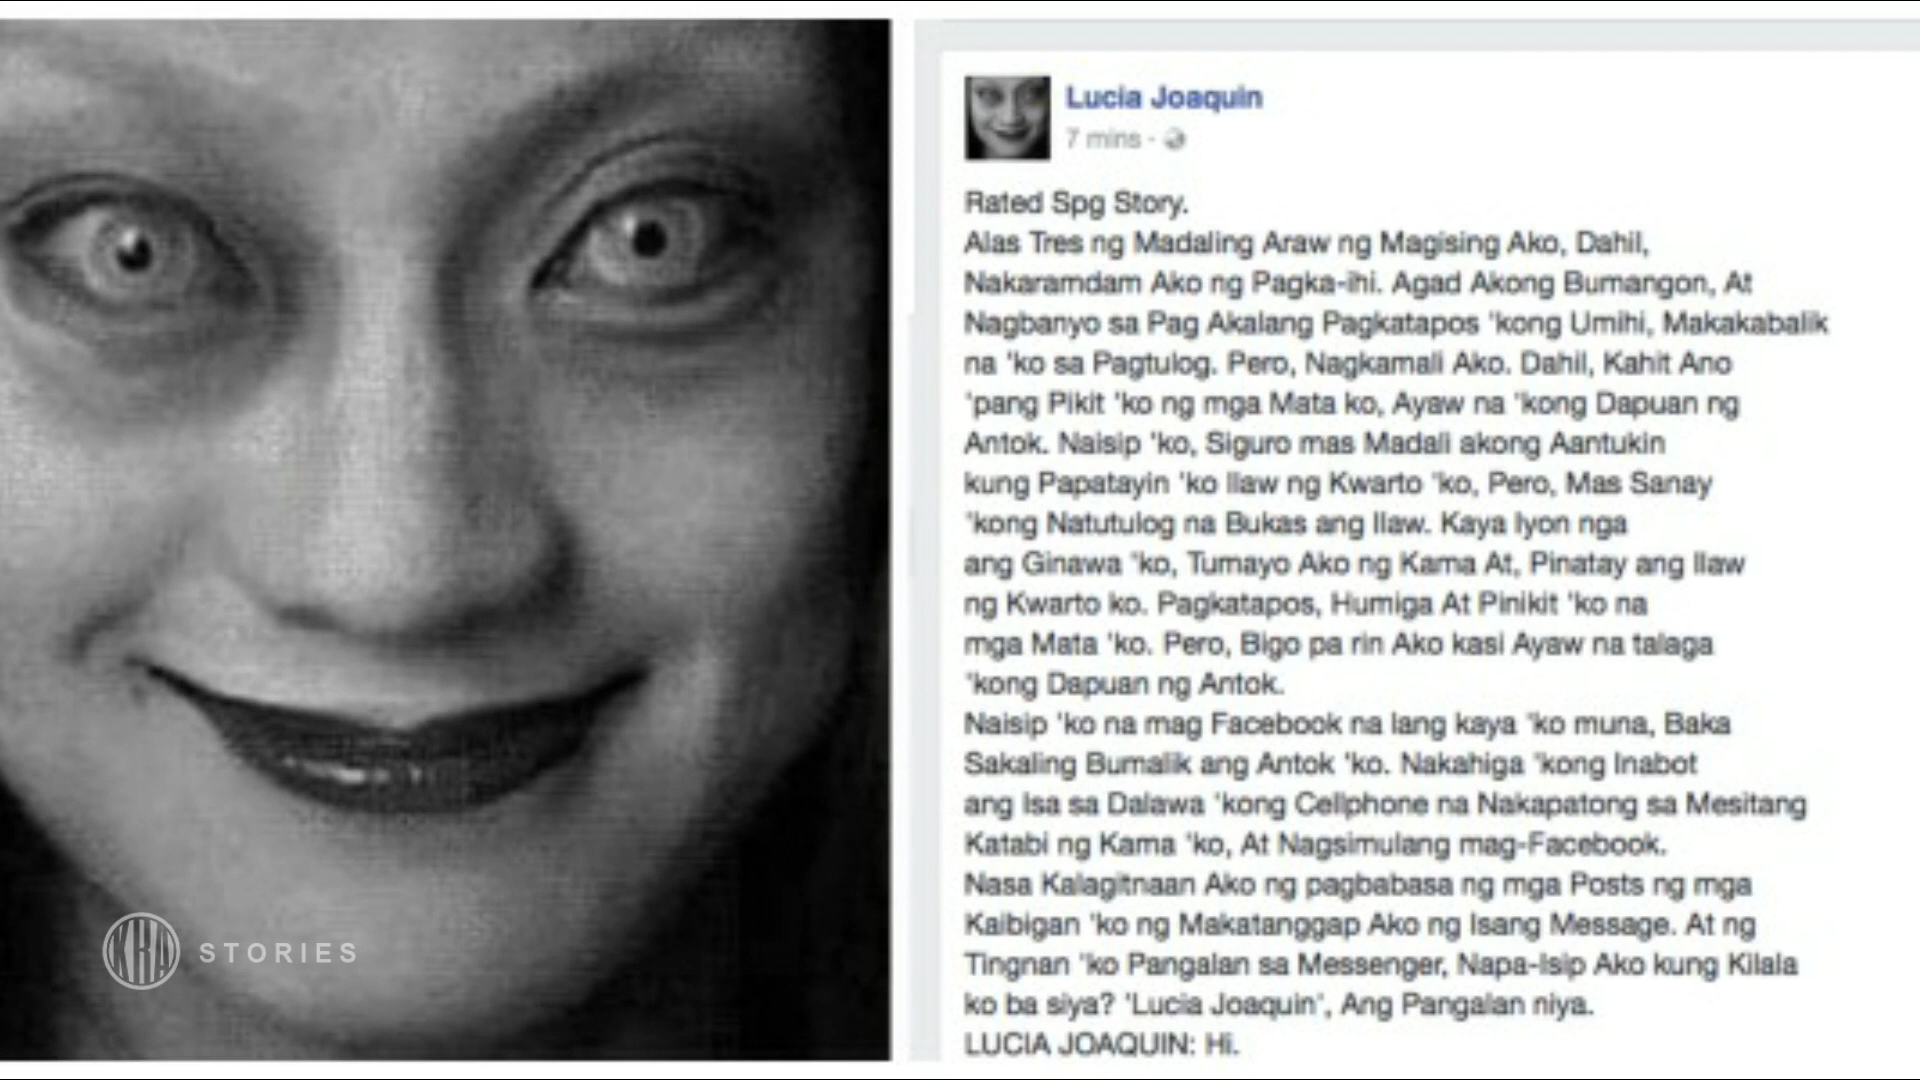 KRA STORIES
Lucia Joaquin
7 mins ·
Rated Spg Story.
Alas Tres ng Madaling Araw ng Magising Ako, Dahil,
Nakaramdam Ako ng Pagka-ihi. Agad Akong Bumangon, At
Nagbanyo sa Pag Akalang Pagkatapos 'kong Umihi, Makakabalik
na 'ko sa Pagtulog. Pero, Nagkamali Ako. Dahil, Kahit Ano
'pang Pikit 'ko ng mga Mata ko, Ayaw na 'kong Dapuan ng
Antok. Naisip 'ko, Siguro mas Madali akong Aantukin
kung Papatayin 'ko Ilaw ng Kwarto 'ko, Pero, Mas Sanay
'kong Natutulog na Bukas ang Ilaw. Kaya Iyon nga
ang Ginawa 'ko, Tumayo Ako ng Kama At, Pinatay ang Ilaw
ng Kwarto ko. Pagkatapos, Humiga At Pinikit 'ko na
mga Mata 'ko. Pero, Bigo pa rin Ako kasi Ayaw na talaga
'kong Dapuan ng Antok.
Naisip 'ko na mag Facebook na lang kaya 'ko muna, Baka
Sakaling Bumalik ang Antok 'ko. Nakahiga 'kong Inabot
ang Isa sa Dalawa 'kong Cellphone na Nakapatong sa Mesitang
Katabi ng Kama 'ko, At Nagsimulang mag-Facebook.
Nasa Kalagitnaan Ako ng pagbabasa ng mga Posts ng mga
Kaibigan 'ko ng Makatanggap Ako ng Isang Message. At ng
Tingnan 'ko Pangalan sa Messenger, Napa-Isip Ako kung Kilala
ko ba siya? 'Lucia Joaquin', Ang Pangalan niya.
LUCIA JOAQUIN: Hi.